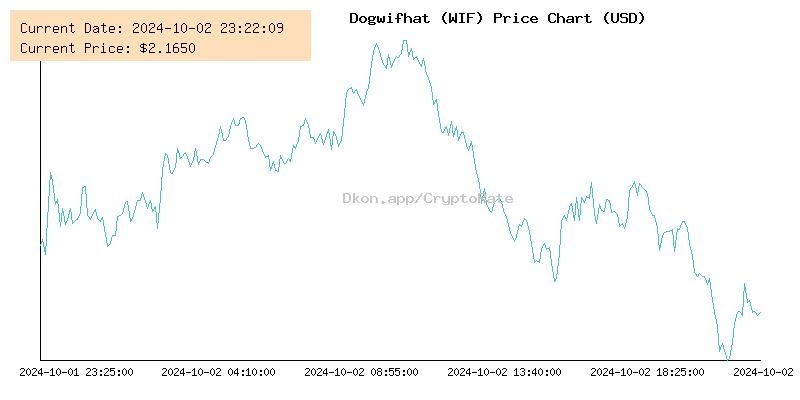 Dogwifhat (WIF) Price Chart (USD)
Current Date: 2024-10-02 23:22:09
Current Price: $2.1650
Dkon.app/CryptoKate
2024-10-01 23:25:00
2024-10-02 04:10:00
2024-10-02 08:55:00
2024-10-02 13:40:00
2024-10-02 18:25:00
2024-10-02